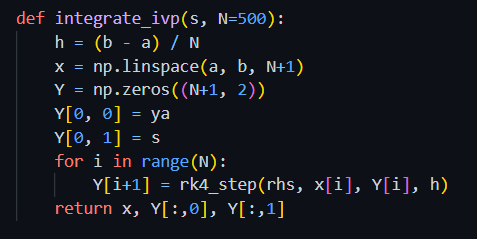 def integrate_ivp(s, N=500):
    h = (b - a) / N
    x = np.linspace(a, b, N+1)
    Y = np.zeros((N+1, 2))
    Y[0, 0] = ya
    Y[0, 1] = s
    for i in range(N):
        Y[i+1] = rk4_step(rhs, x[i], Y[i], h)
    return x, Y[:,0], Y[:,1]